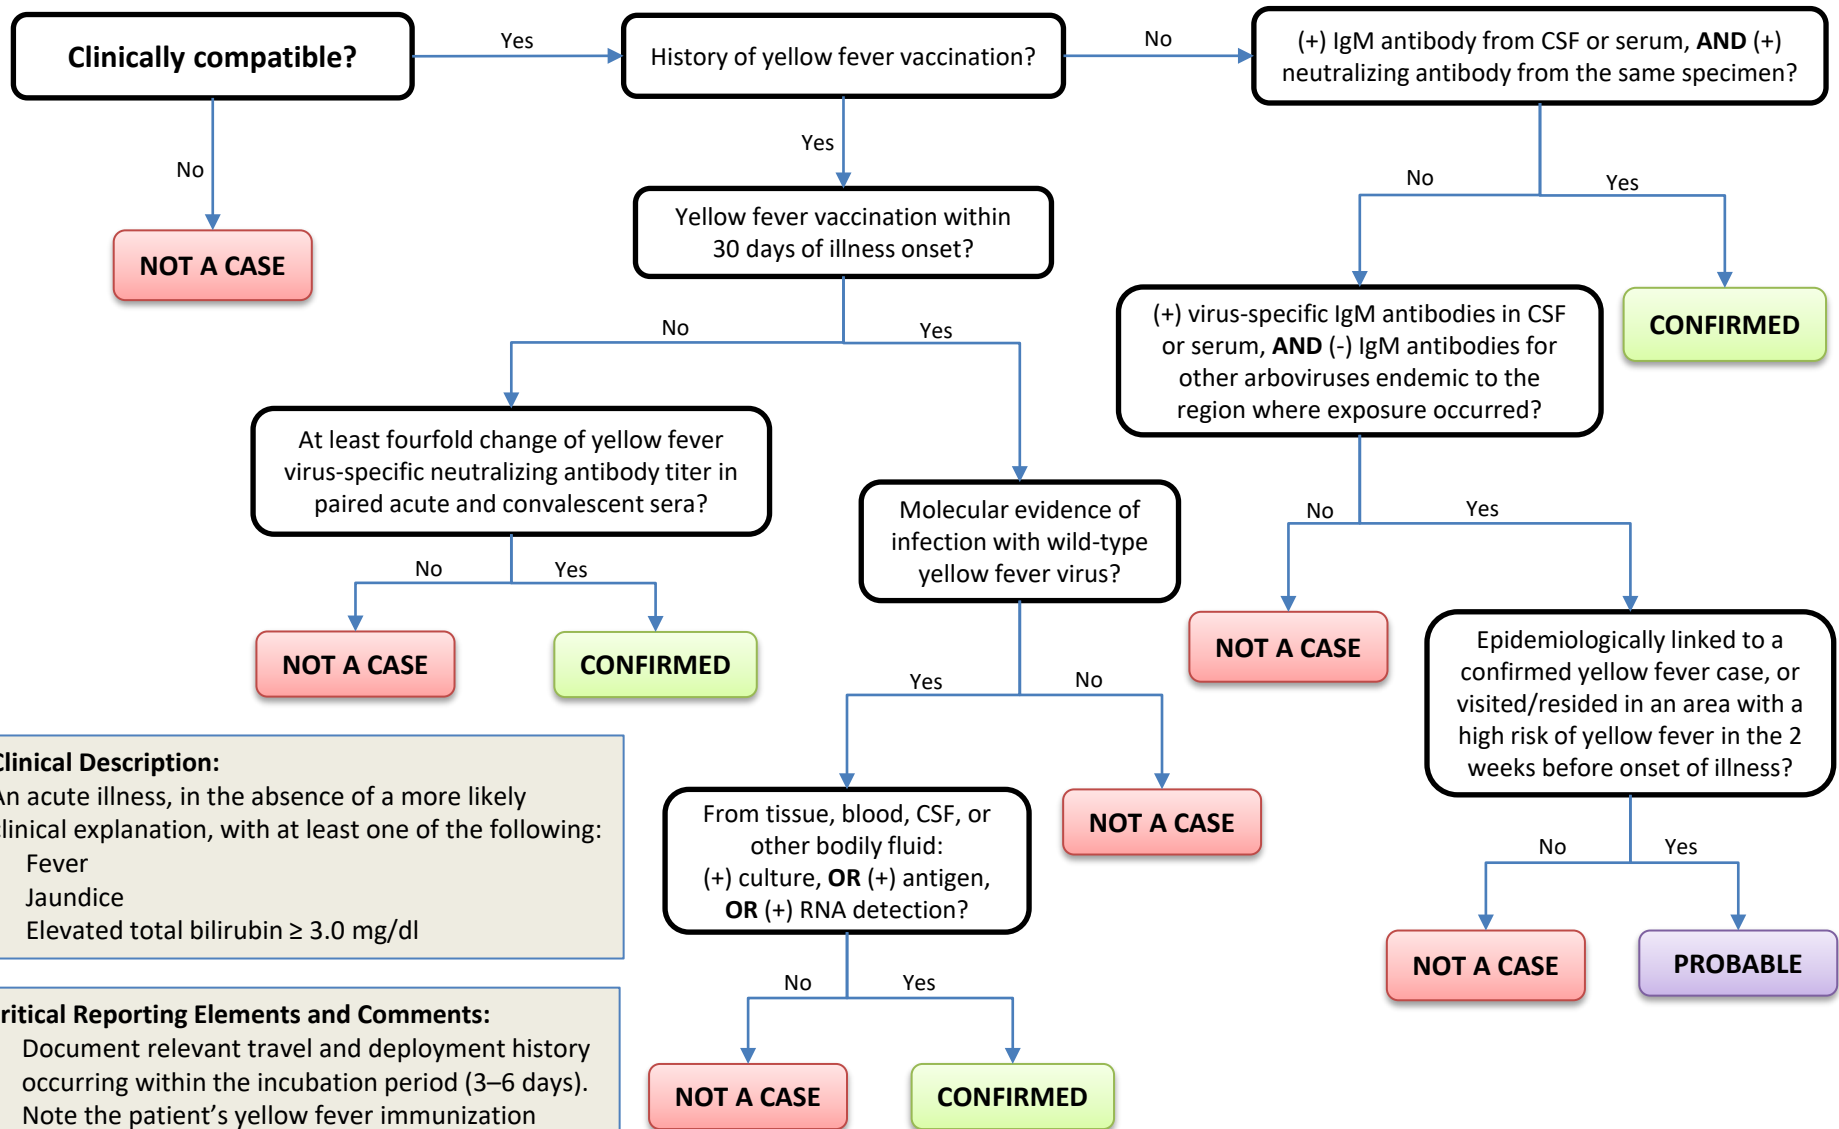 Clinically compatible?
Yes
History of yellow fever vaccination?
No
(+) IgM antibody from CSF or serum, AND (+)
neutralizing antibody from the same specimen?
No
NOT A CASE
Yes
Yellow fever vaccination within
30 days of illness onset?
No
Yes
CONFIRMED
(+) virus-specific IgM antibodies in CSF
or serum, AND (-) IgM antibodies for
other arboviruses endemic to the
region where exposure occurred?
No
Yes
At least fourfold change of yellow fever
virus-specific neutralizing antibody titer in
paired acute and convalescent sera?
No
Yes
NOT A CASE
CONFIRMED
Molecular evidence of
infection with wild-type
yellow fever virus?
Yes
No
NOT A CASE
From tissue, blood, CSF, or
other bodily fluid:
(+) culture, OR (+) antigen,
OR (+) RNA detection?
No
Yes
NOT A CASE
CONFIRMED
No
Yes
NOT A CASE
Epidemiologically linked to a
confirmed yellow fever case, or
visited/resided in an area with a
high risk of yellow fever in the 2
weeks before onset of illness?
No
Yes
NOT A CASE
PROBABLE
Clinical Description:
An acute illness, in the absence of a more likely
clinical explanation, with at least one of the following:
Fever
Jaundice
Elevated total bilirubin ≥ 3.0 mg/dl
ritical Reporting Elements and Comments:
Document relevant travel and deployment history
occurring within the incubation period (3–6 days).
Note the patient's yellow fever immunization